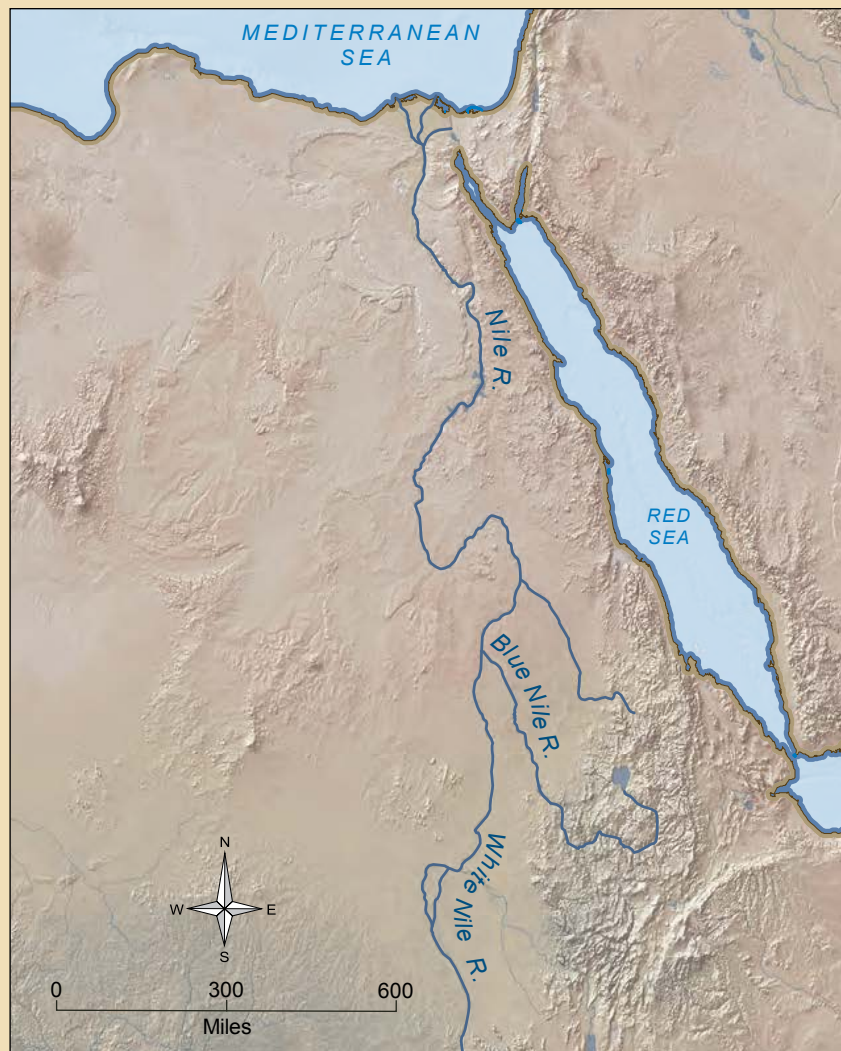 MEDITERRANEAN
SEA
Nile R.
RED
SEA
Blue Nile R.
White Nile R.
N
W E
S
0 300 600
Miles